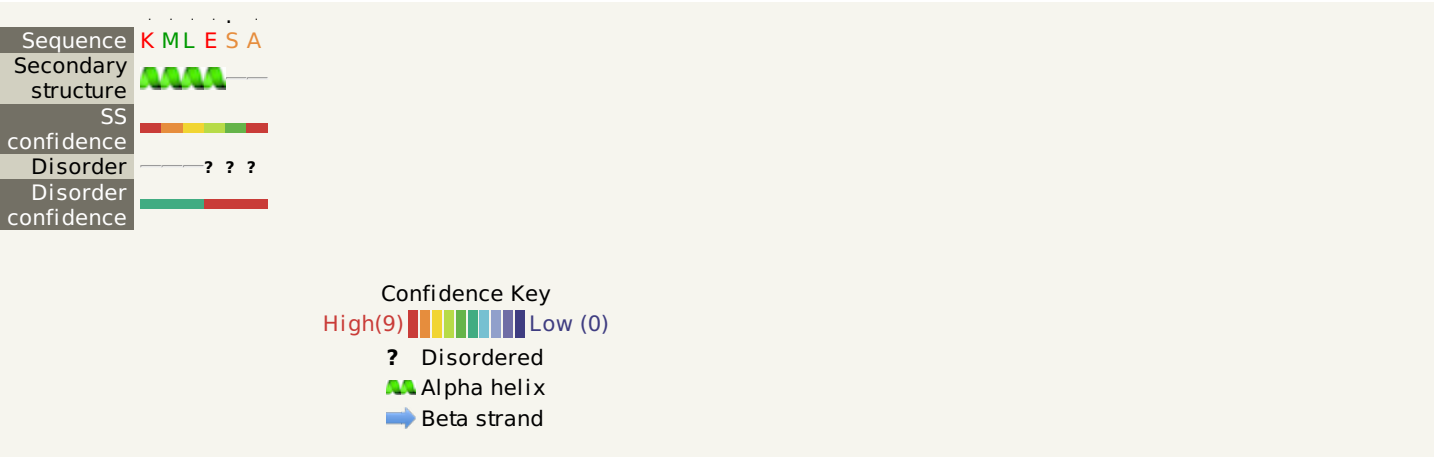 Sequence K M L E S A
Secondary
structure
SS
confidence
Disorder ? ? ?
Disorder
confidence
Confidence Key
High(9) Low (0)
? Disordered
Alpha helix
Beta strand